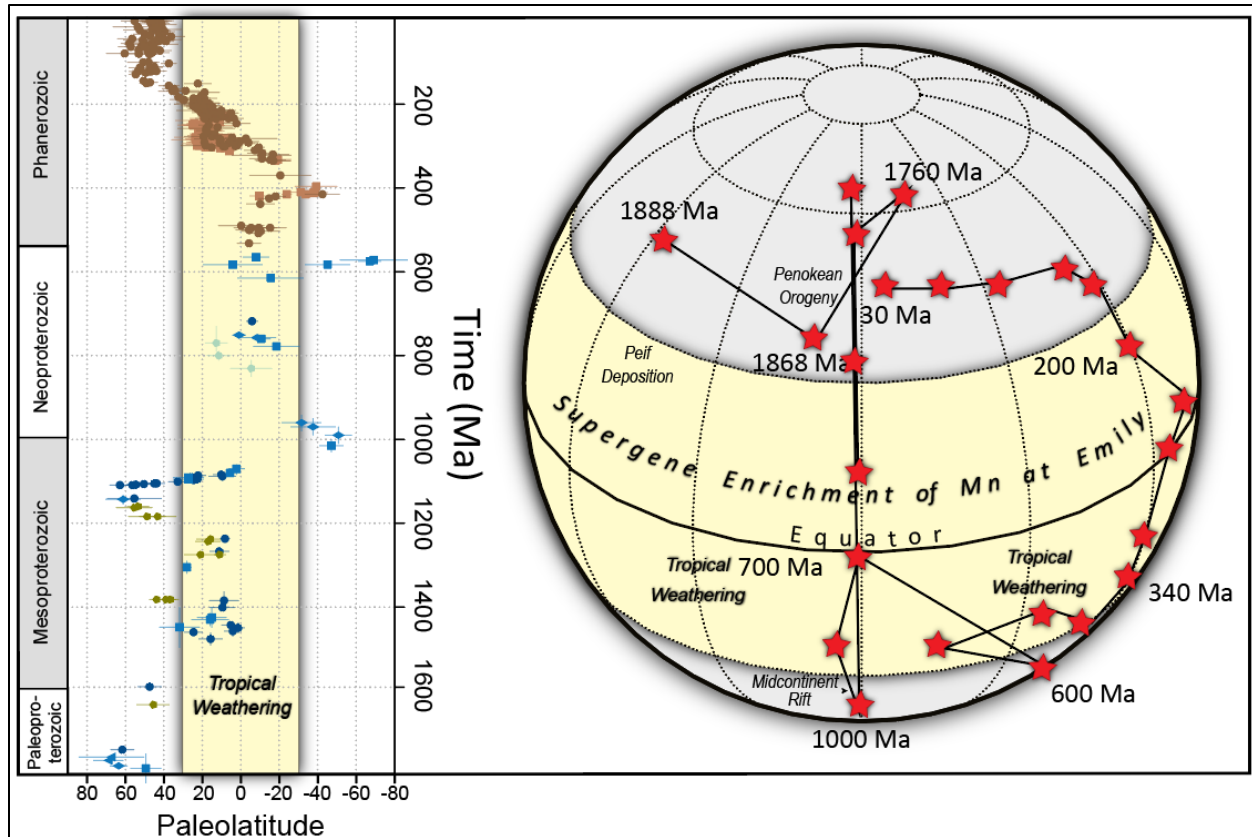 Phanerozoic
Neoproterozoic
Mesoproterozoic
Paleopro-
terozoic
200
400
600
800
1000
1200
1400
1600
Time (Ma)
Tropical
Weathering
80 60 40 20 0 -20 -40 -60 -80
Paleolatitude
1760 Ma
1888 Ma
Penokean
Orogeny
30 Ma
1868 Ma
Peif
Deposition
200 Ma
Supergene Enrichment of Mn at Emily
Equator
Tropical
Weathering
700 Ma
Tropical
Weathering
340 Ma
Midcontinent
Rift
600 Ma
1000 Ma